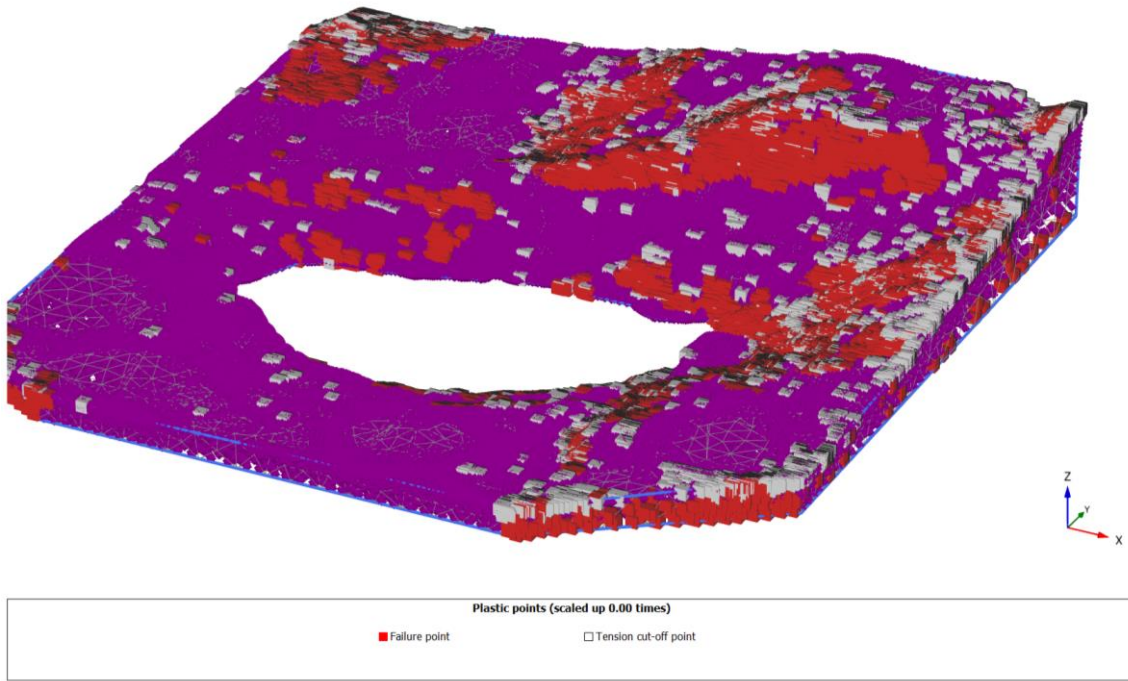 Z
Y
X
Plastic points (scaled up 0.00 times)
Failure point
Tension cut-off point